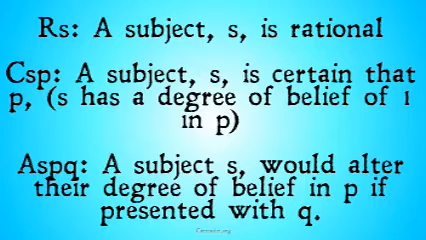 Rs: A subject, s, is rational
Csp: A subject, s, is certain that
p, (s has a degree of belief of 1
in p)
Aspq: A subject s, would alter
their degree of belief in p if
presented with q.